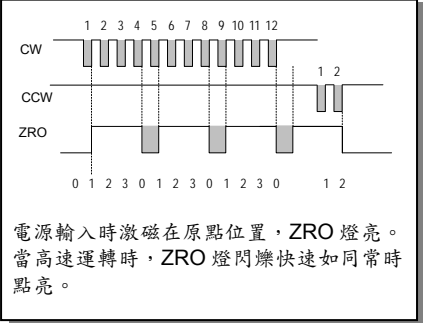 1 2 3 4 5 6 7 8 9 10 11 12
CW
1 2
CCW
ZRO
0 1 2 3 0 1 2 3 0 1 2 3 0 1 2
電源輸入時激磁在原點位置，ZRO 燈亮。
當高速運轉時，ZRO 燈閃爍快速如同常時
點亮。